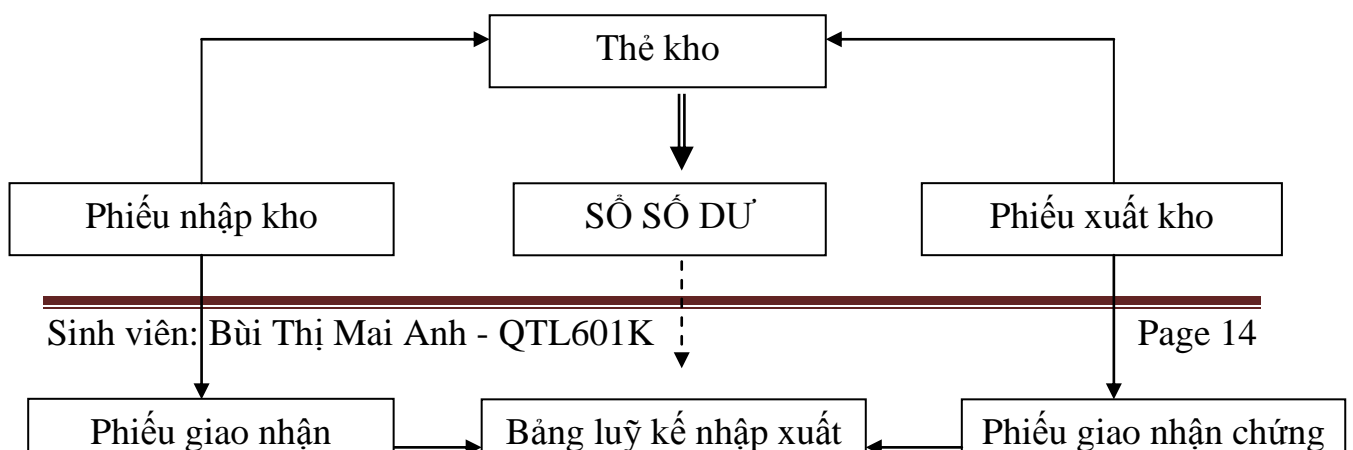 Thẻ kho
Phiếu nhập kho
SỔ SỐ DƯ
Phiếu xuất kho
Sinh viên: Bùi Thị Mai Anh - QTL601K
Page 14
Phiếu giao nhận
Bảng luỹ kế nhập xuất
Phiếu giao nhận chứng